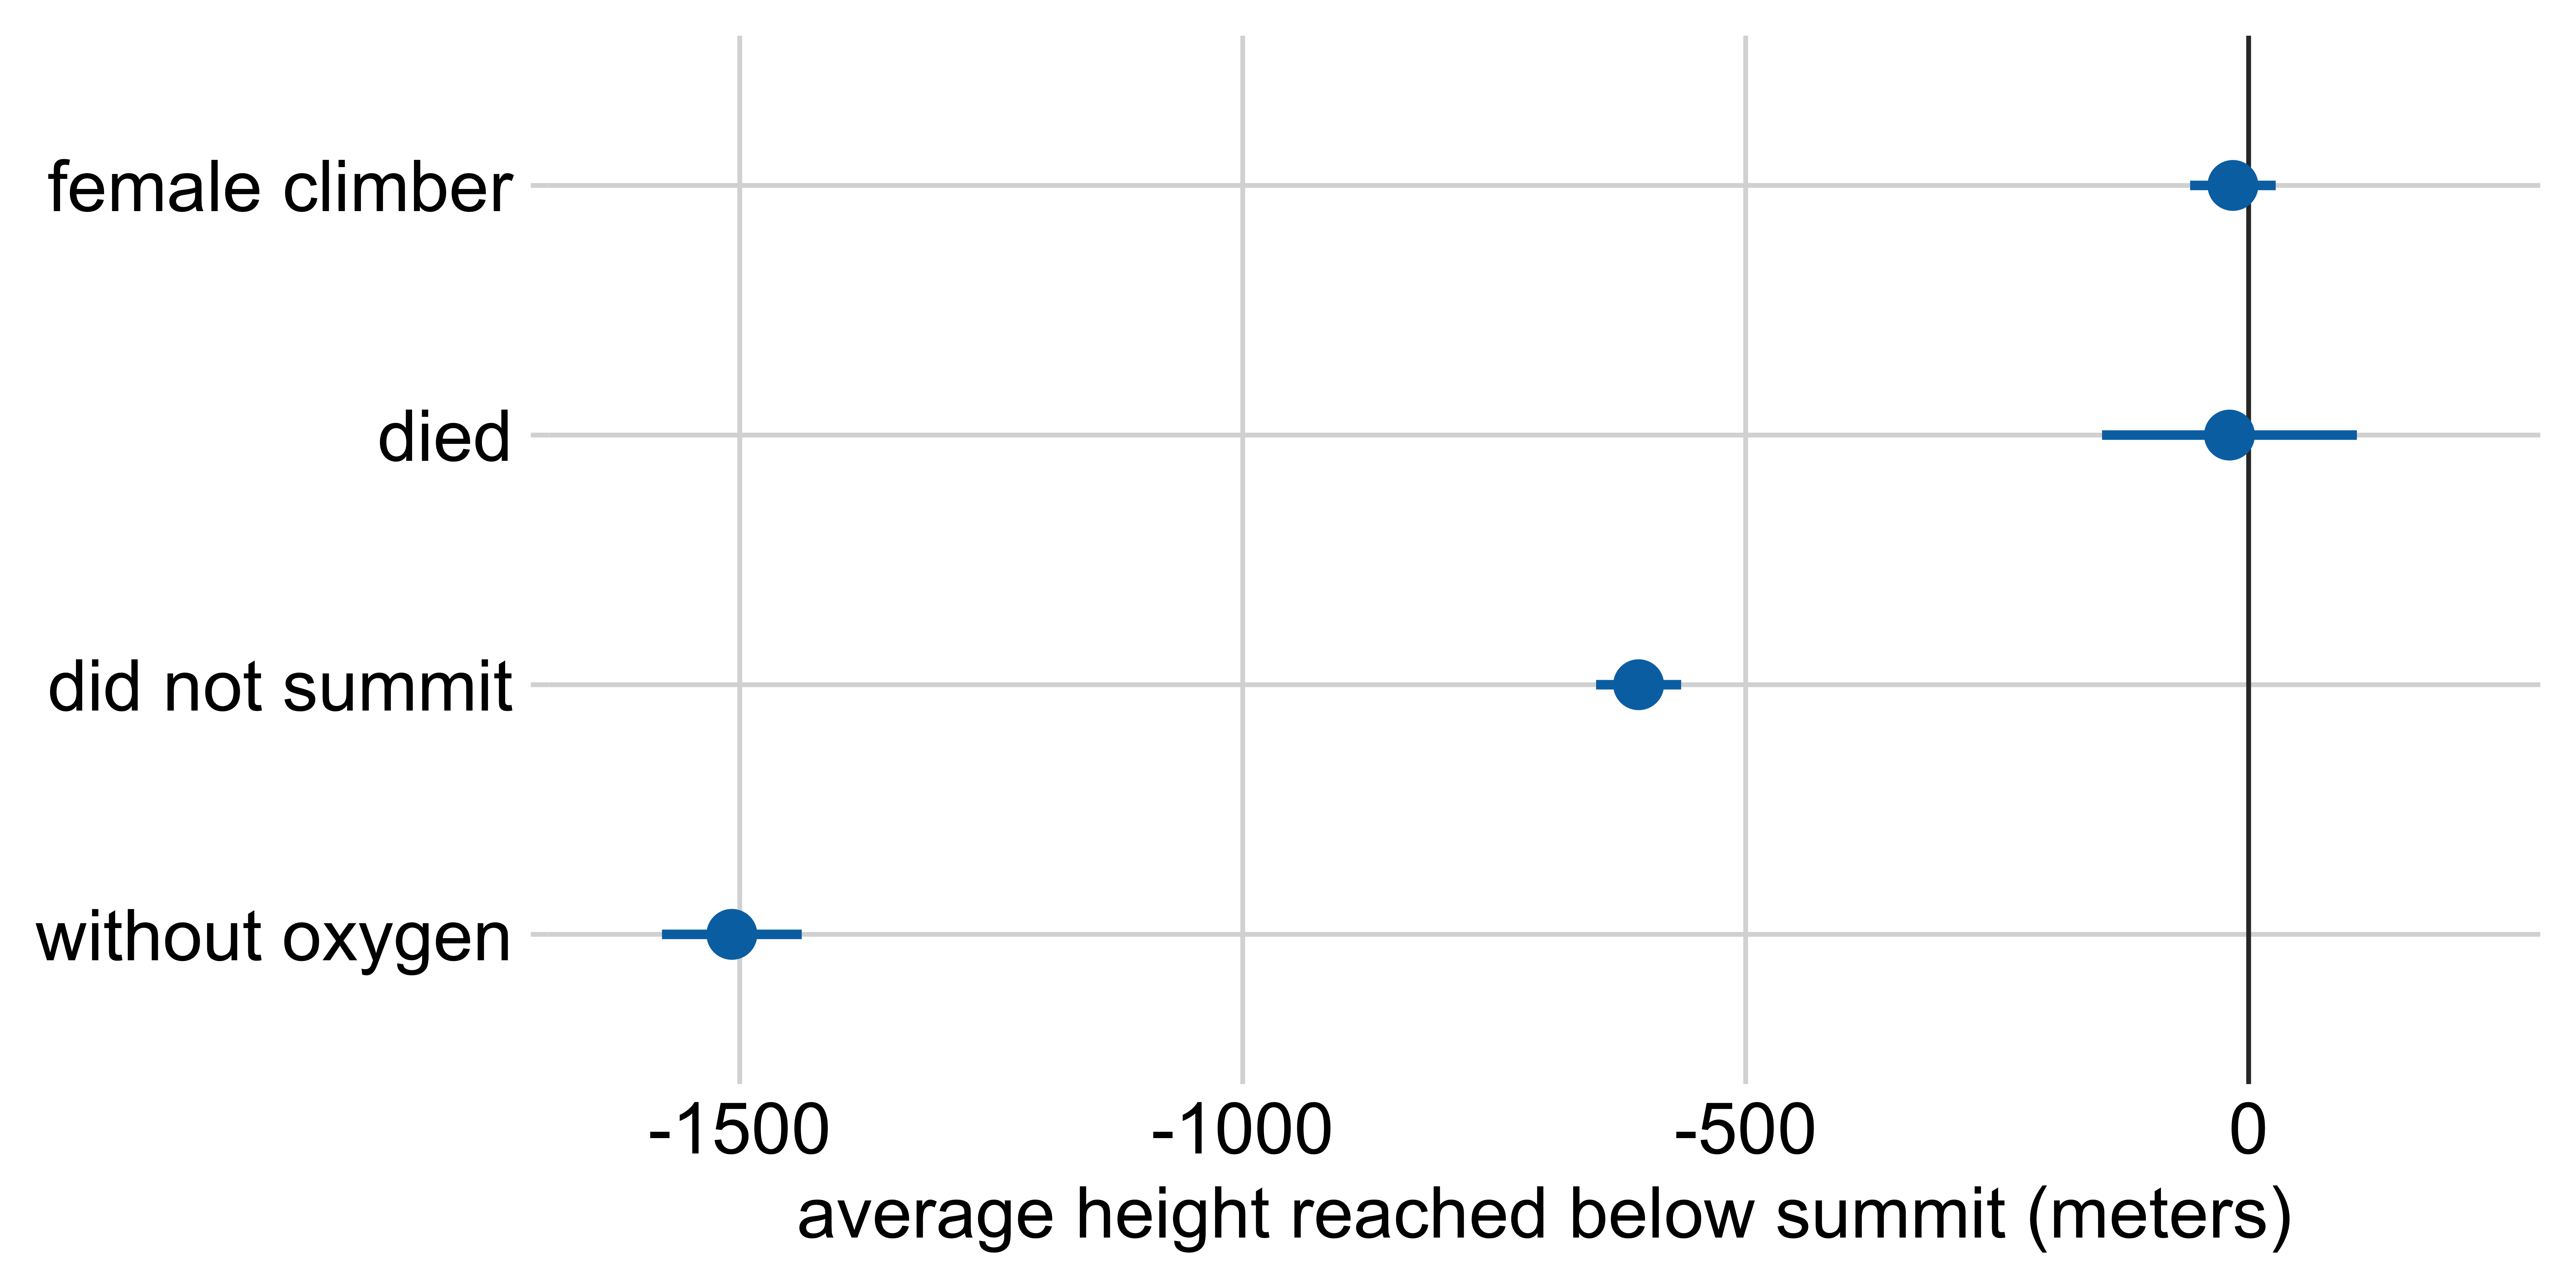 female climber
died
did not summit
without oxygen
-1500 -1000 -500 0
average height reached below summit (meters)